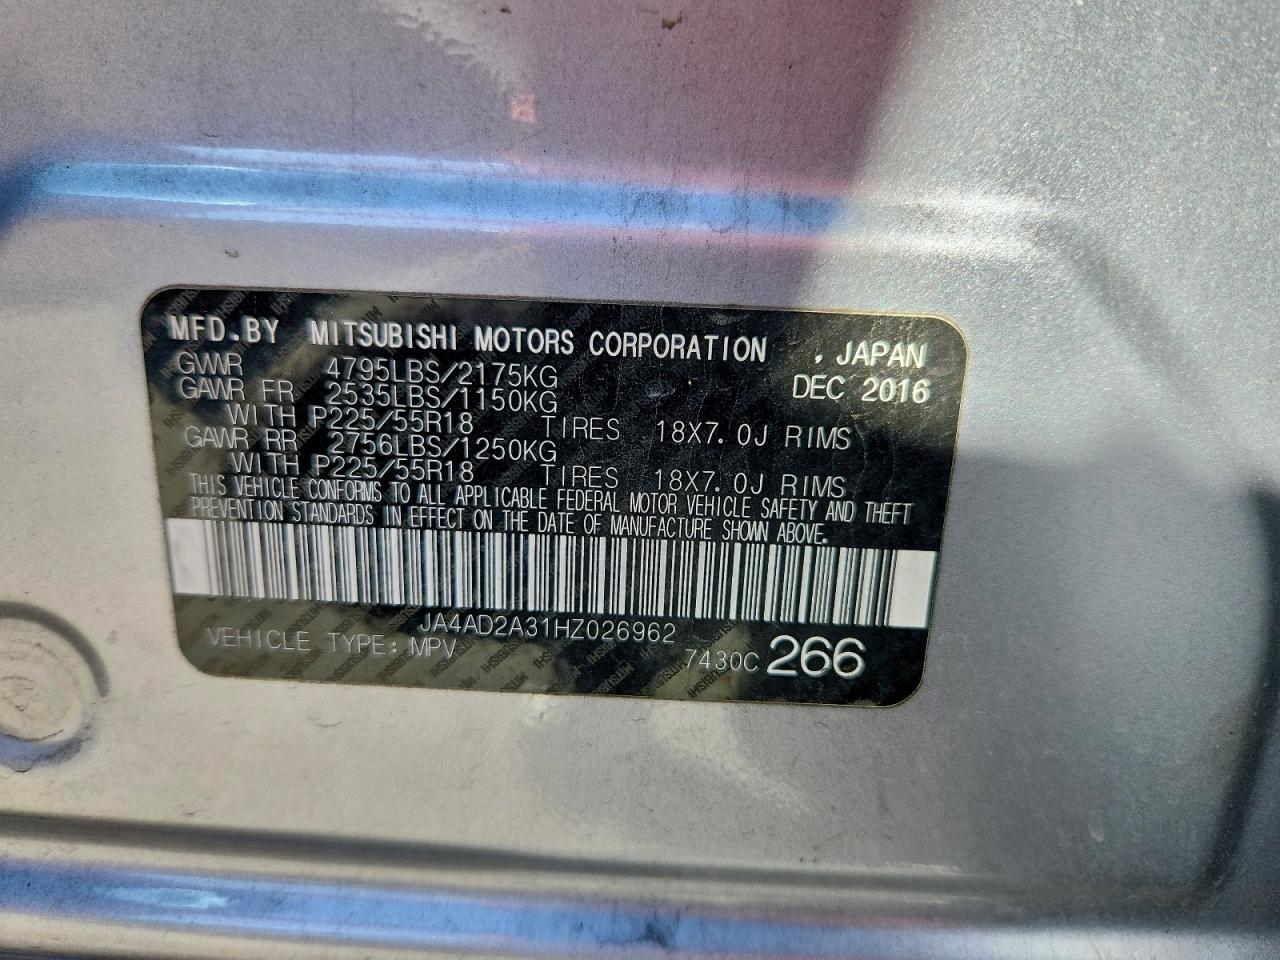 MFD.BY MITSUBISHI MOTORS CORPORATION , JAPAN
GVWR 4795LBS/2175KG DEC 2016
GAWR FR 2535LBS/1150KG
WITH P225/55R18 TIRES 18X7.0J RIMS
GAWR RR 2756LBS/1250KG
WITH P225/55R18 TIRES 18X7.0J RIMS
THIS VEHICLE CONFORMS TO ALL APPLICABLE FEDERAL MOTOR VEHICLE SAFETY AND THEFT
PREVENTION STANDARDS IN EFFECT ON THE DATE OF MANUFACTURE SHOWN ABOVE.
JA4AD2A31HZ026962
VEHICLE TYPE: MPV 7430C 266